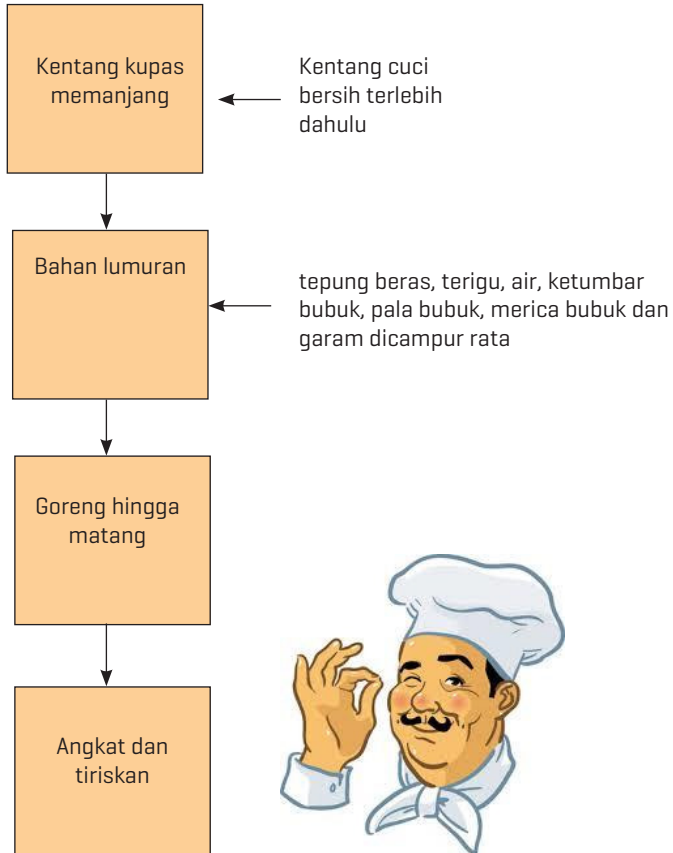 Kentang kupas
memanjang
Kentang cuci
bersih terlebih
dahulu
Bahan lumuran
tepung beras, terigu, air, ketumbar
bubuk, pala bubuk, merica bubuk dan
garam dicampur rata
Goreng hingga
matang
Angkat dan
tiriskan